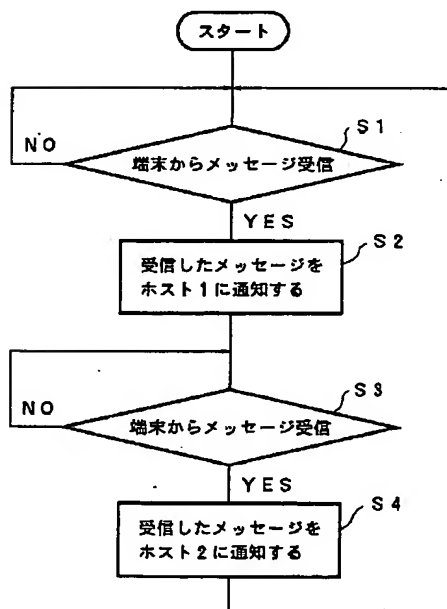 スタート
S1
NO
端末からメッセージ受信
YES
S2
受信したメッセージを
ホスト1に通知する
S3
NO
端末からメッセージ受信
YES
S4
受信したメッセージを
ホスト2に通知する